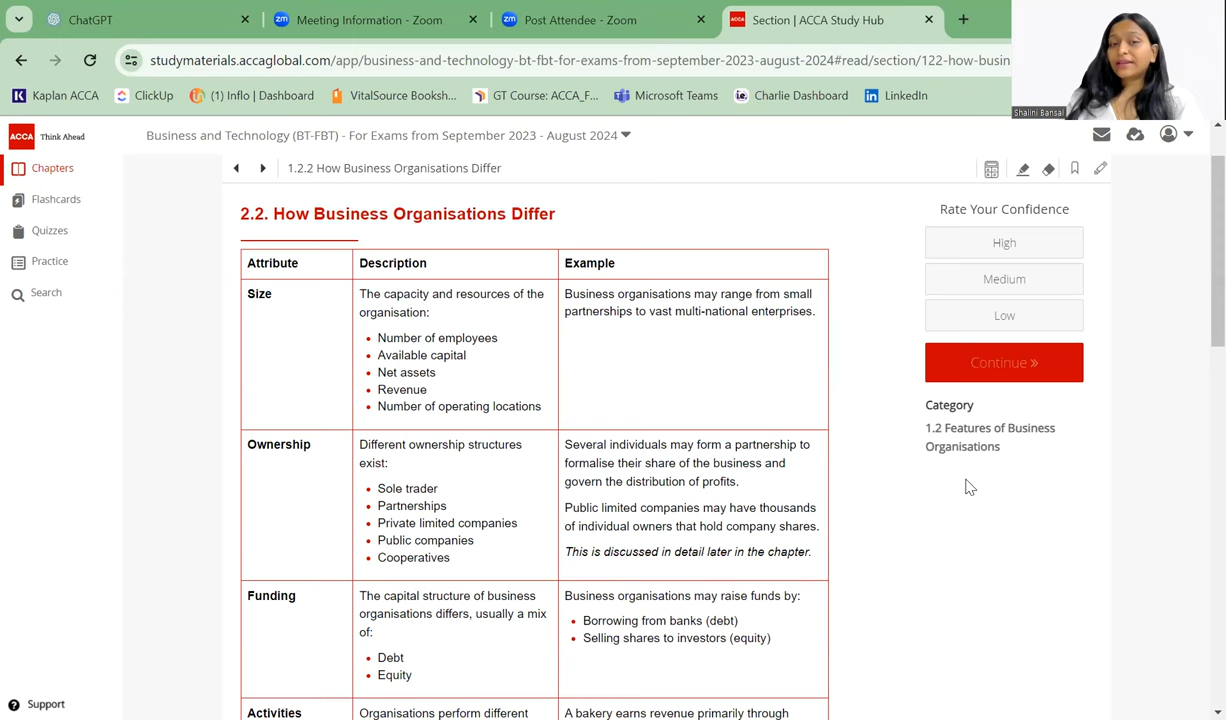 ChatGPT
Meeting Information - Zoom
Post Attendee - Zoom
Section | ACCA Study Hub
studymaterials.accaglobal.com/app/business-and-technology-bt-fbt-for-exams-from-september-2023-august-2024#read/section/122-how-busin
Kaplan ACCA
ClickUp
(1) Inflo | Dashboard
VitalSource Booksh...
GT Course: ACCA_F...
Microsoft Teams
Charlie Dashboard
LinkedIn
Shalini Bansal
ACCA Think Ahead
Business and Technology (BT-FBT) - For Exams from September 2023 - August 2024
Chapters
Flashcards
Quizzes
Practice
Search
Support
1.2.2 How Business Organisations Differ
2.2. How Business Organisations Differ
Attribute Description Example
Size
The capacity and resources of the
organisation:
• Number of employees
• Available capital
• Net assets
• Revenue
• Number of operating locations
Business organisations may range from small
partnerships to vast multi-national enterprises.
Ownership
Different ownership structures
exist:
• Sole trader
• Partnerships
• Private limited companies
• Public companies
• Cooperatives
Several individuals may form a partnership to
formalise their share of the business and
govern the distribution of profits.
Public limited companies may have thousands
of individual owners that hold company shares.
This is discussed in detail later in the chapter.
Funding
The capital structure of business
organisations differs, usually a mix
of:
• Debt
• Equity
Business organisations may raise funds by:
• Borrowing from banks (debt)
• Selling shares to investors (equity)
Activities
Organisations perform different
A bakery earns revenue primarily through
Rate Your Confidence
High
Medium
Low
Continue »
Category
1.2 Features of Business
Organisations